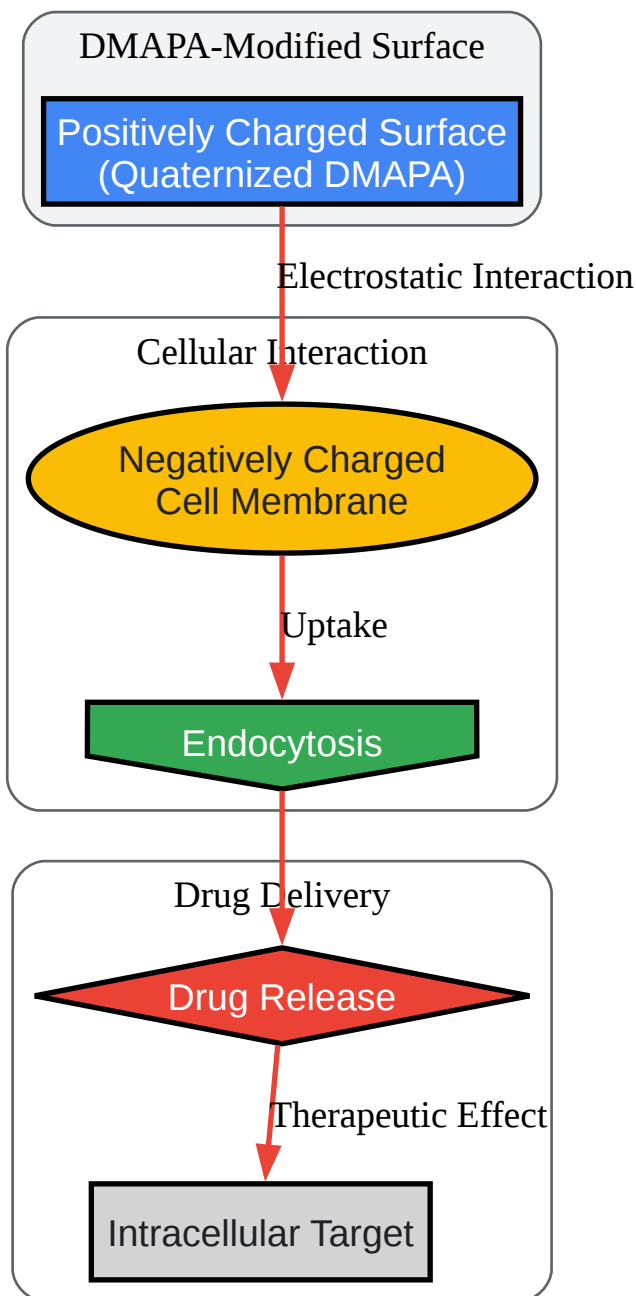 DMAPA-Modified Surface
Positively Charged Surface
(Quaternized DMAPA)
Electrostatic Interaction
Cellular Interaction
Negatively Charged
Cell Membrane
Uptake
Endocytosis
Drug Delivery
Drug Release
Therapeutic Effect
Intracellular Target